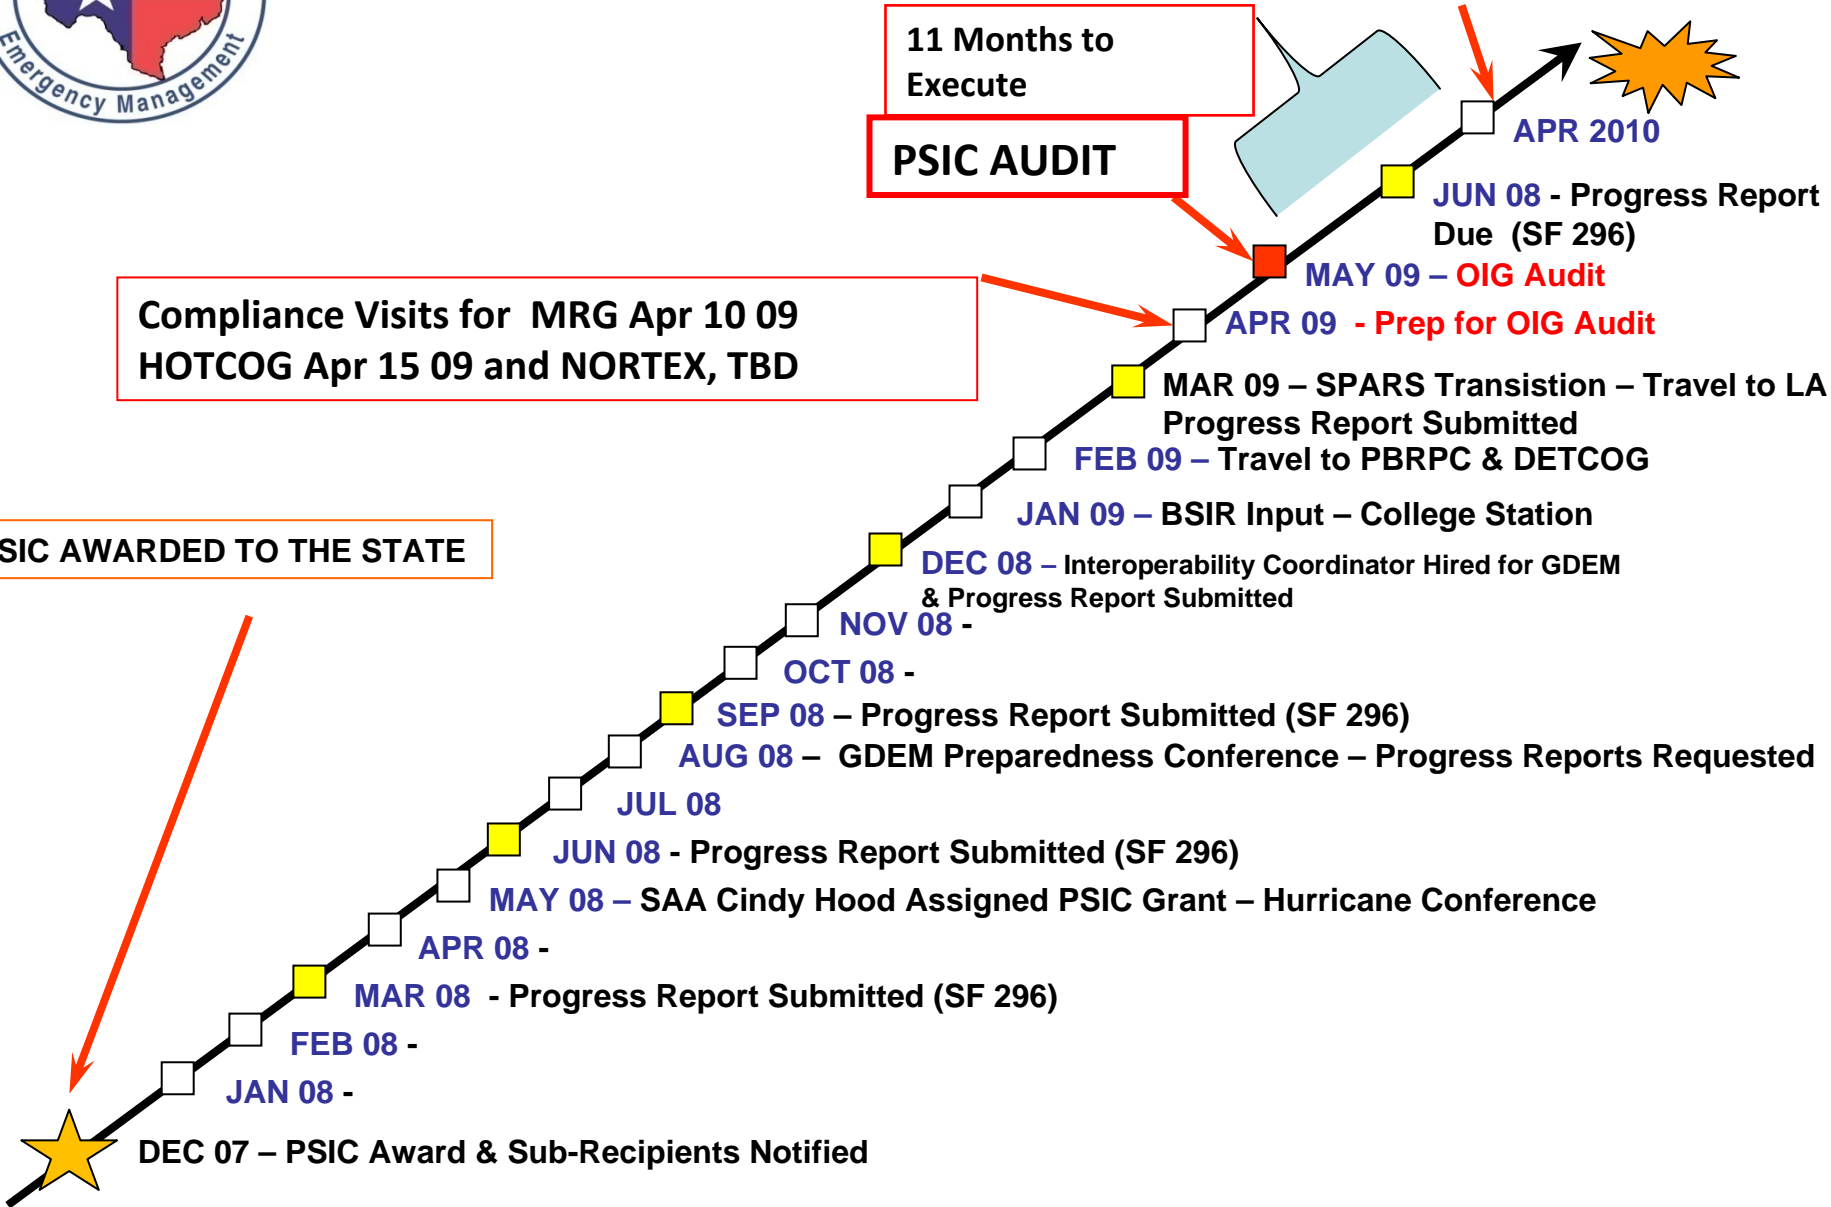 Emergency Management
11 Months to
Execute
PSIC AUDIT
APR 2010
JUN 08 - Progress Report
Due (SF 296)
MAY 09 – OIG Audit
Compliance Visits for MRG Apr 10 09
HOTCOG Apr 15 09 and NORTEX, TBD
APR 09 - Prep for OIG Audit
MAR 09 – SPARS Transistion – Travel to LA
Progress Report Submitted
FEB 09 – Travel to PBRPC & DETCOG
JAN 09 – BSIR Input – College Station
SIC AWARDED TO THE STATE
DEC 08 – Interoperability Coordinator Hired for GDEM
& Progress Report Submitted
NOV 08 -
OCT 08 -
SEP 08 – Progress Report Submitted (SF 296)
AUG 08 – GDEM Preparedness Conference – Progress Reports Requested
JUL 08
JUN 08 - Progress Report Submitted (SF 296)
MAY 08 – SAA Cindy Hood Assigned PSIC Grant – Hurricane Conference
APR 08 -
MAR 08 - Progress Report Submitted (SF 296)
FEB 08 -
JAN 08 -
DEC 07 – PSIC Award & Sub-Recipients Notified